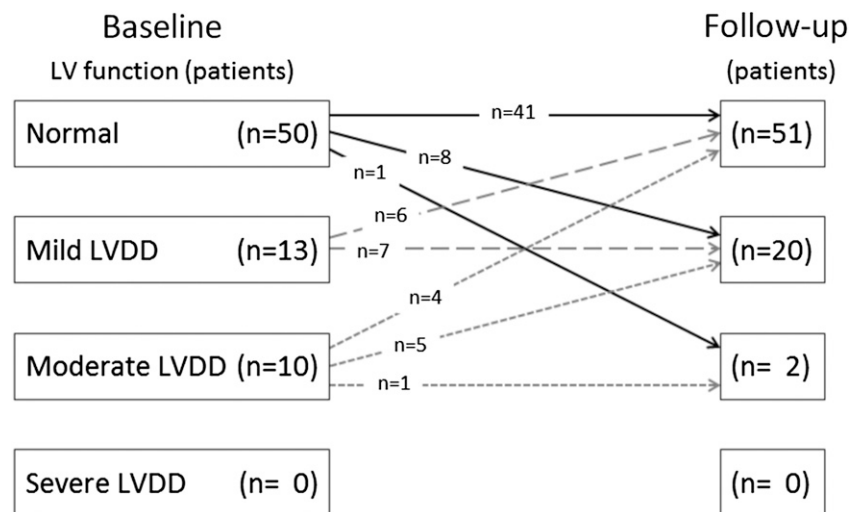 Baseline
Follow-up
LV function (patients)
(patients)
Normal (n=50)
n=41
(n=51)
n=8
n=1
n=6
Mild LVDD (n=13)
n=7
(n=20)
n=4
n=5
Moderate LVDD (n=10)
n=1
(n= 2)
Severe LVDD (n= 0)
(n= 0)